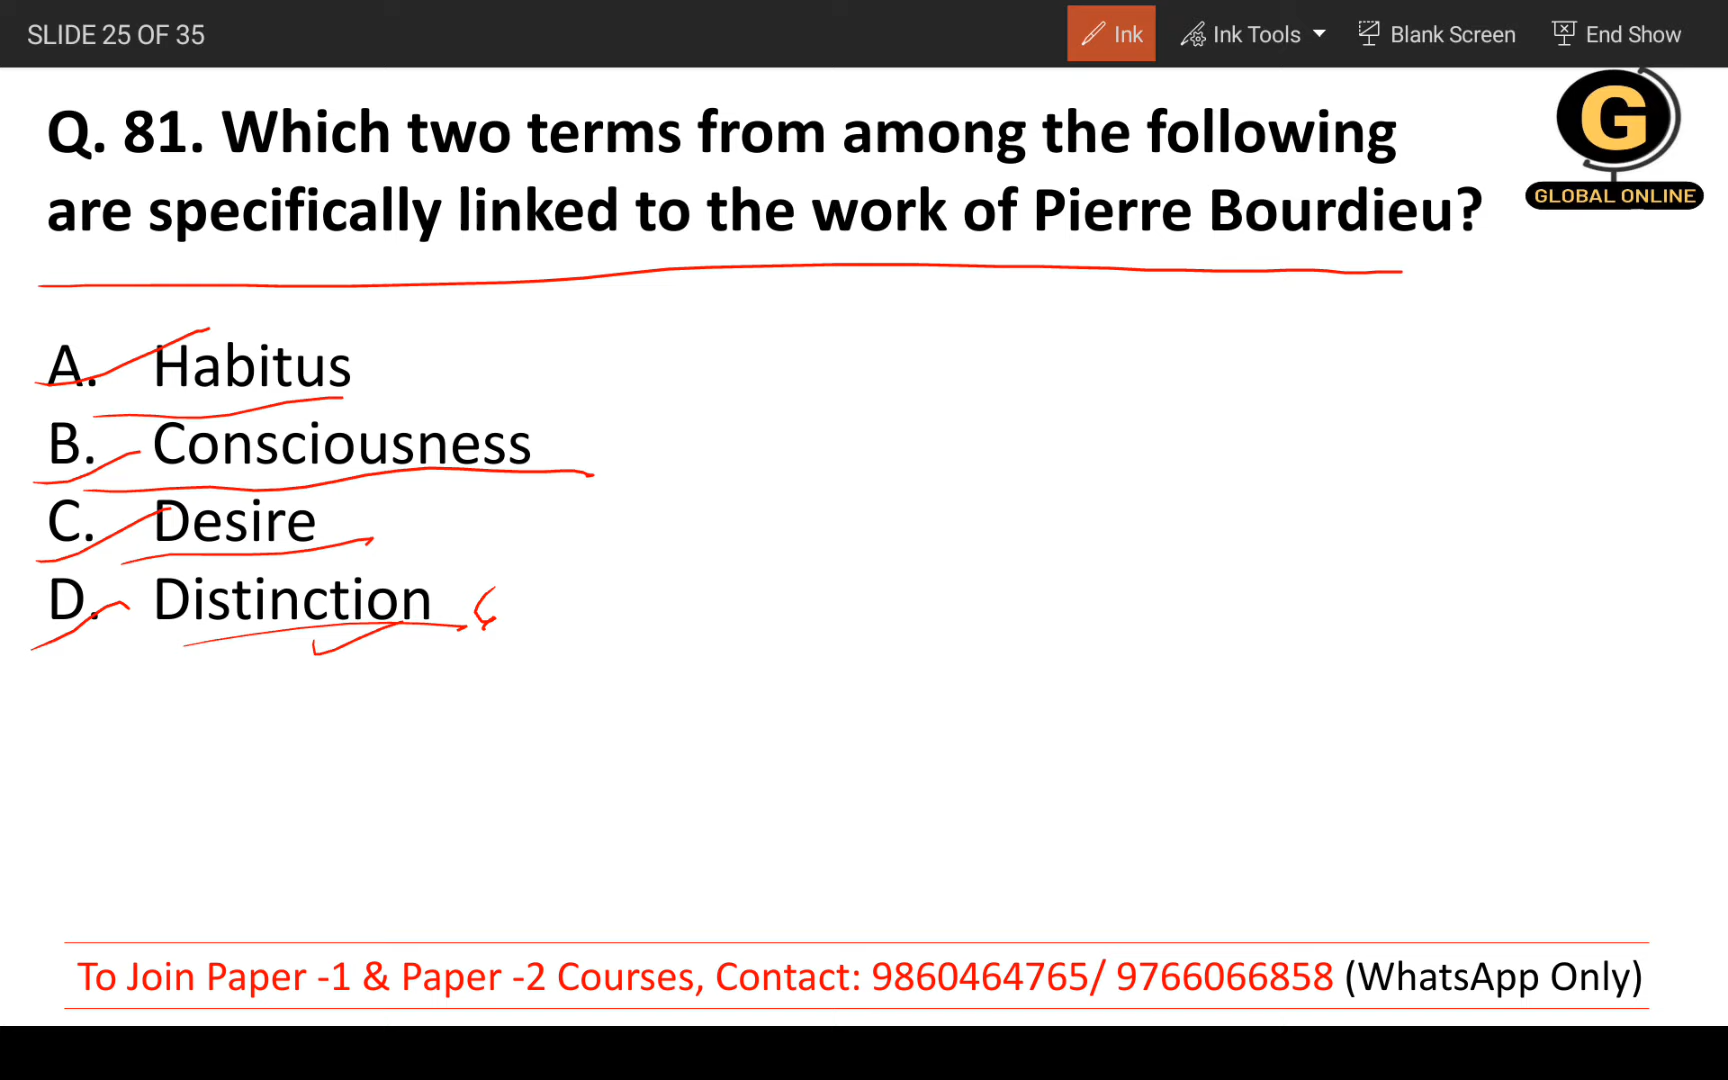 SLIDE 25 OF 35 Ink Ink Tools Blank Screen End Show
Q. 81. Which two terms from among the following
are specifically linked to the work of Pierre Bourdieu?
G
GLOBAL ONLINE
A. Habitus
B. Consciousness
C. Desire
D. Distinction
To Join Paper -1 & Paper -2 Courses, Contact: 9860464765/ 9766066858 (WhatsApp Only)